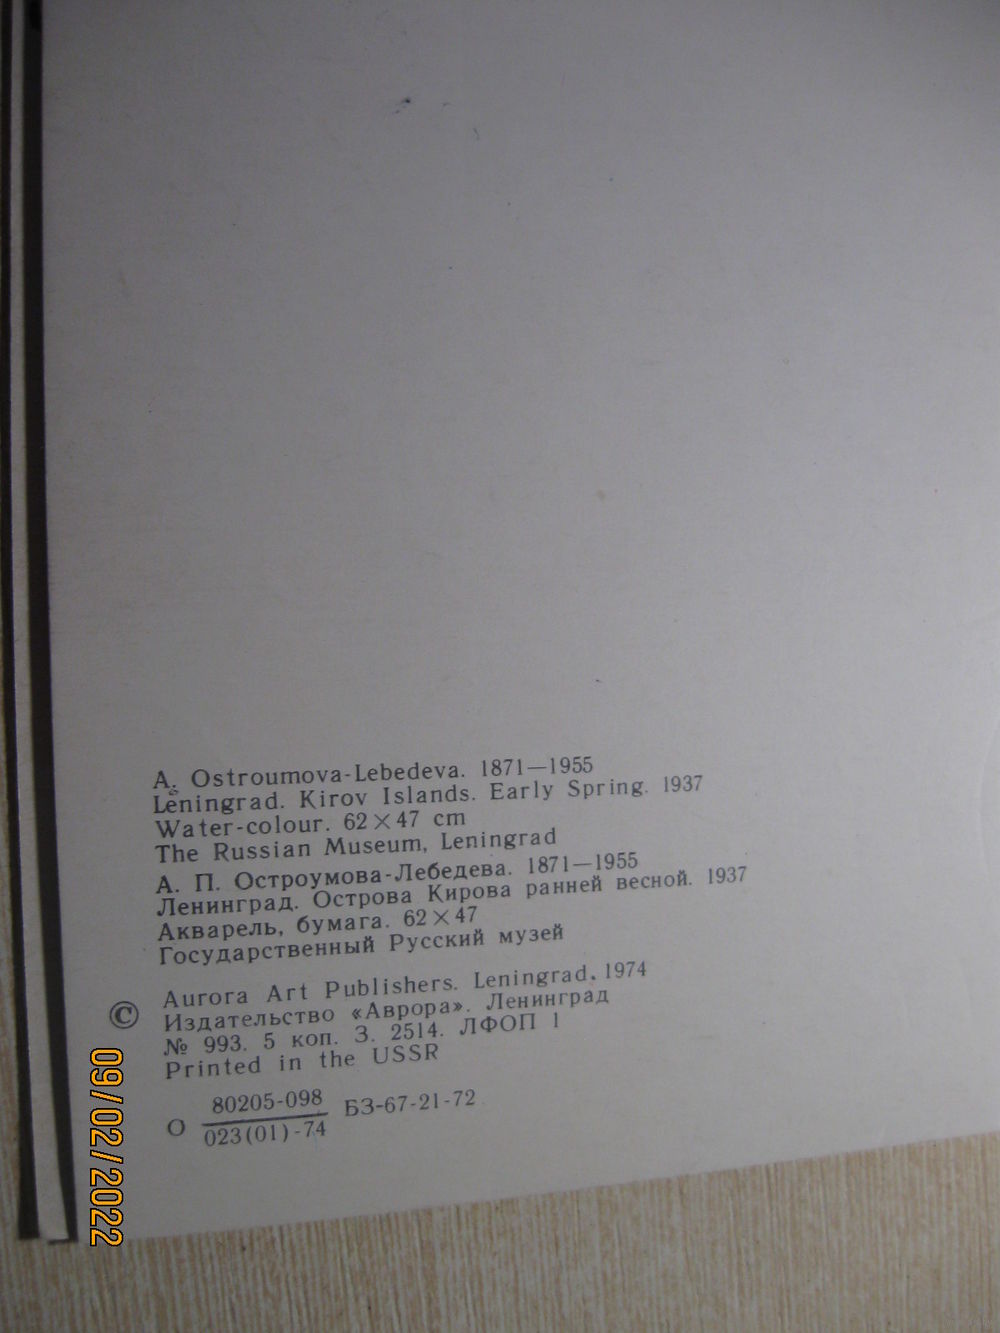 A. Ostroumova-Lebedeva. 1871—1955
Leningrad. Kirov Islands. Early Spring. 1937
Water-colour. 62×47 cm
The Russian Museum, Leningrad
А. П. Остроумова-Лебедева. 1871—1955
Ленинград. Острова Кирова ранней весной. 1937
Акварель, бумага. 62×47
Государственный Русский музей
© Aurora Art Publishers. Leningrad. 1974
Издательство «Аврора». Ленинград
№ 993. 5 коп. З. 2514. ЛФОП 1
Printed in the USSR
О 80205-098 БЗ-67-21-72
023(01)-74
09/02/2022